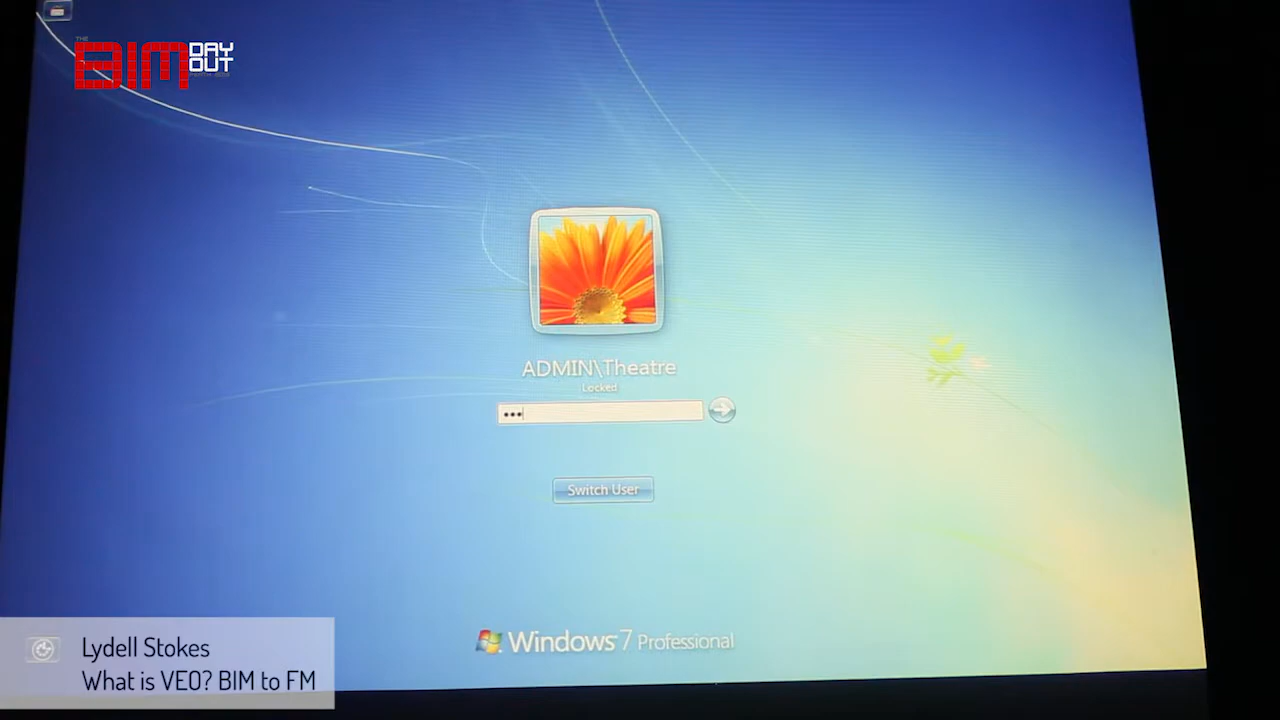 THE
BIM DAY
OUT
ADMIN\Theatre
Locked
Switch User
Windows 7 Professional
Lydell Stokes
What is VEO? BIM to FM